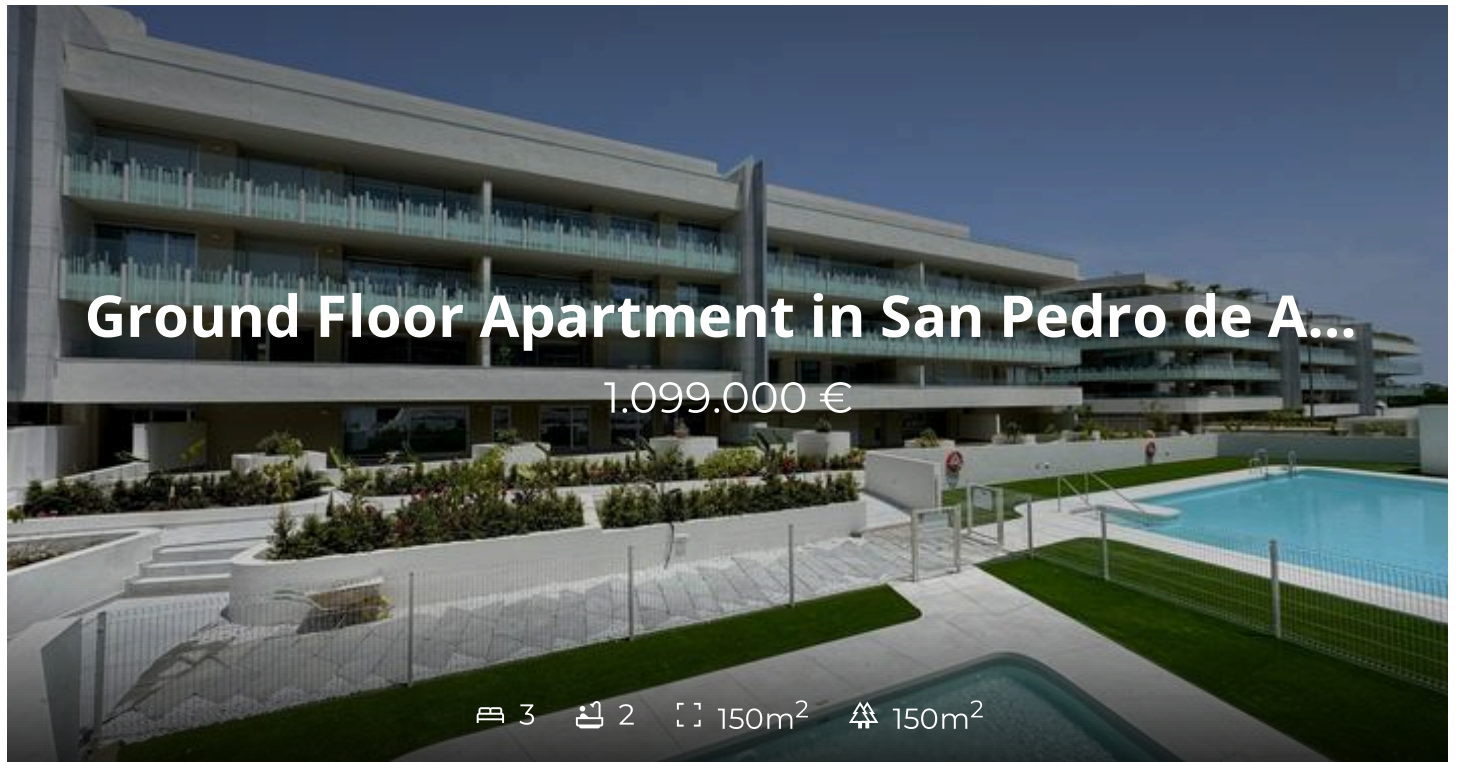 Ground Floor Apartment in San Pedro de A...
1.099.000 €
3 2 150m² 150m²